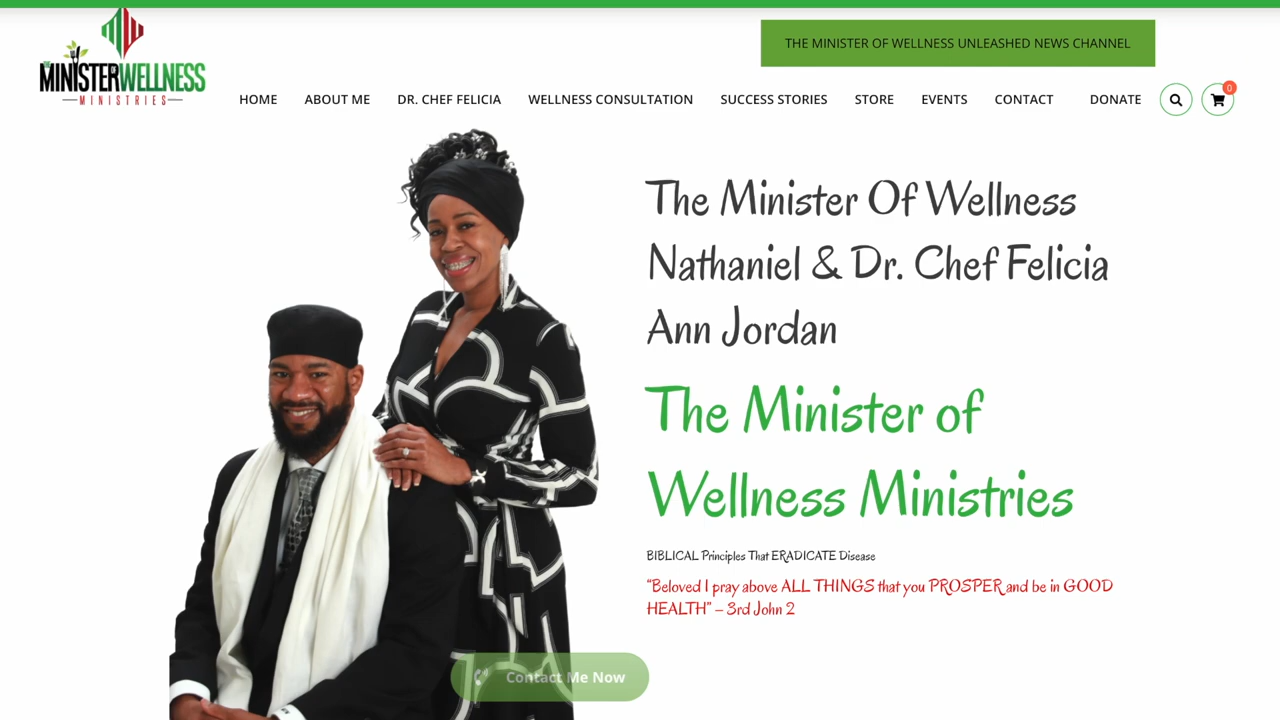 THE MINISTER OF WELLNESS UNLEASHED NEWS CHANNEL
MINISTERWELLNESS
MINISTRIES
HOME ABOUT ME DR. CHEF FELICIA WELLNESS CONSULTATION SUCCESS STORIES STORE EVENTS CONTACT DONATE 0
The Minister Of Wellness
Nathaniel & Dr. Chef Felicia
Ann Jordan
The Minister of
Wellness Ministries
BIBLICAL Principles That ERADICATE Disease
“Beloved I pray above ALL THINGS that you PROSPER and be in GOOD
HEALTH” – 3rd John 2
Contact Me Now